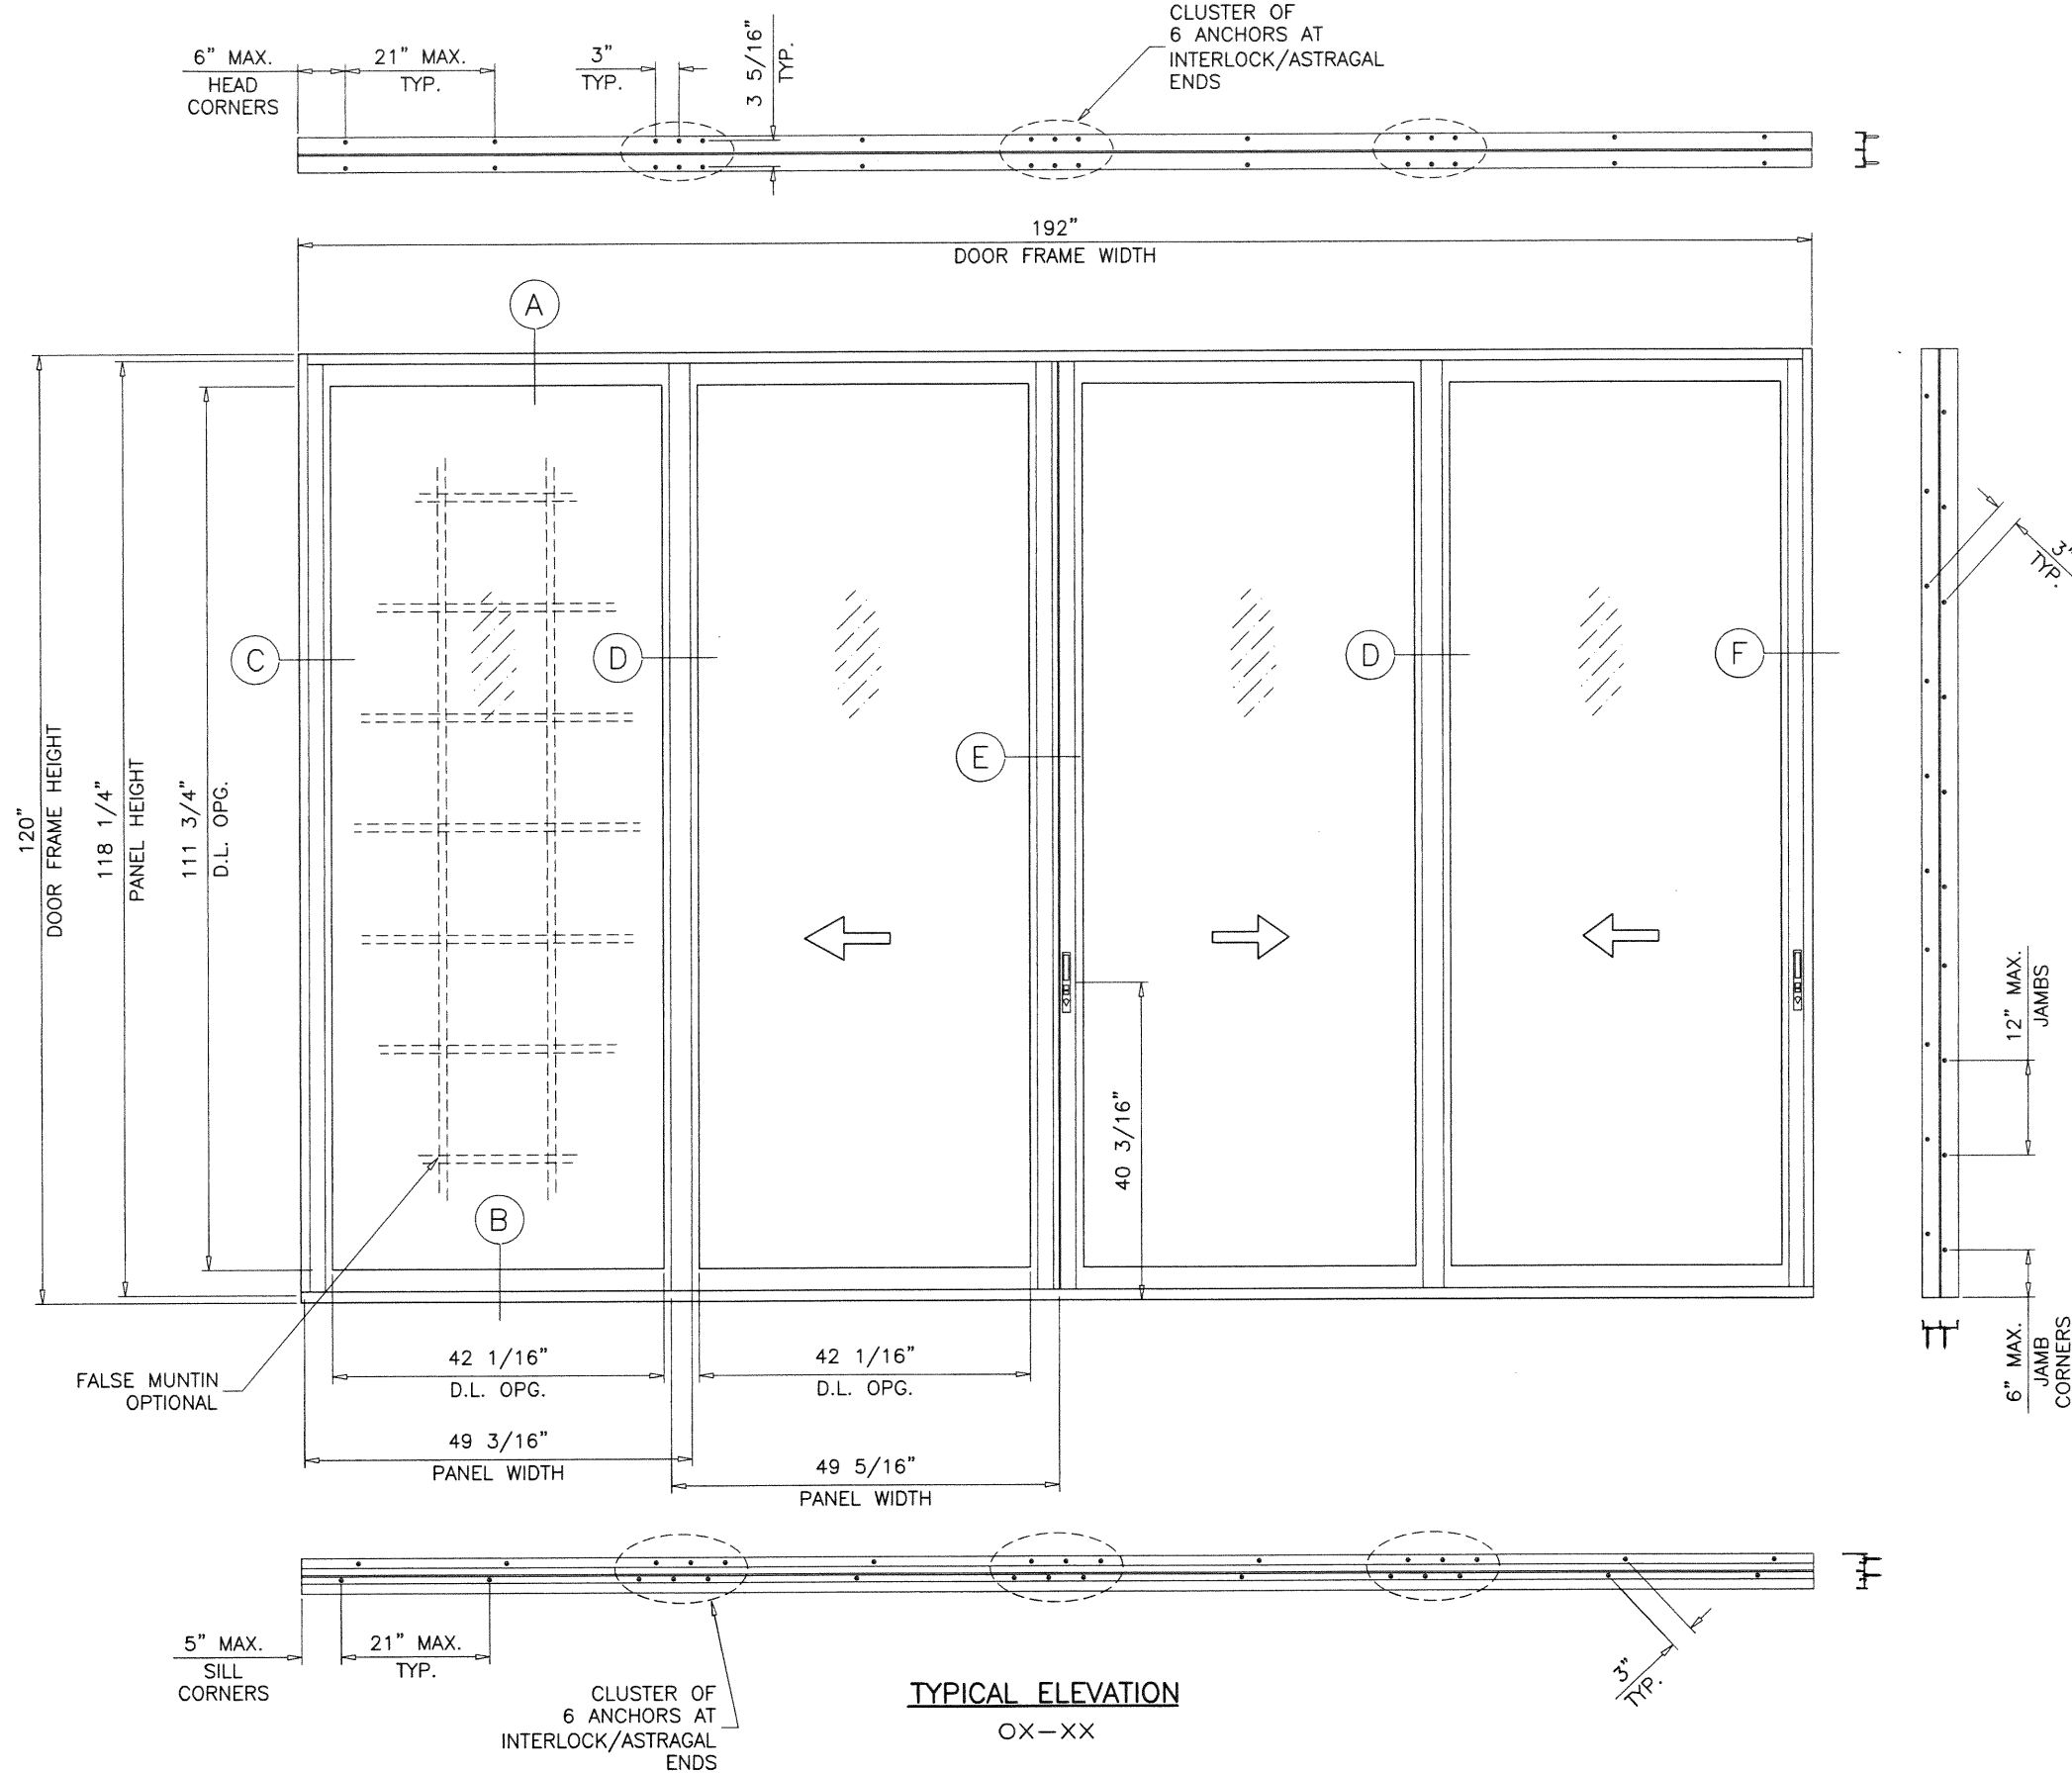 CLUSTER OF
6 ANCHORS AT
INTERLOCK/ASTRAGAL
ENDS
6" MAX.
HEAD
CORNERS
21" MAX.
TYP.
3"
TYP.
3 5/16"
TYP.
192"
DOOR FRAME WIDTH
A
C
D
D
F
E
B
120"
DOOR FRAME HEIGHT
118 1/4"
PANEL HEIGHT
111 3/4"
D.L. OPG.
3"
TYP.
12" MAX.
JAMBS
40 3/16"
6" MAX.
JAMB
CORNERS
FALSE MUNTIN
OPTIONAL
42 1/16"
D.L. OPG.
42 1/16"
D.L. OPG.
49 3/16"
PANEL WIDTH
49 5/16"
PANEL WIDTH
5" MAX.
SILL
CORNERS
21" MAX.
TYP.
CLUSTER OF
6 ANCHORS AT
INTERLOCK/ASTRAGAL
ENDS
3"
TYP.
TYPICAL ELEVATION
OX-XX